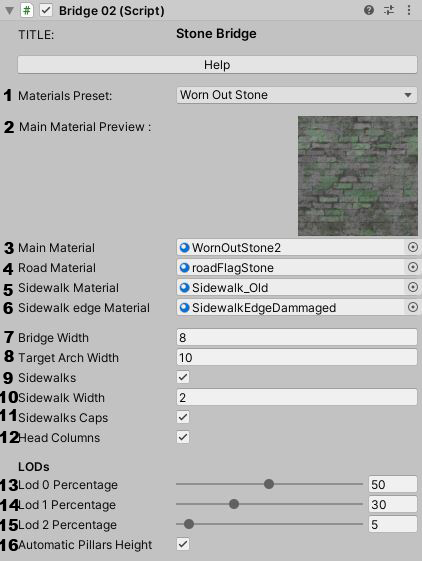 # Bridge 02 (Script)
TITLE: Stone Bridge
Help
1 Materials Preset: Worn Out Stone
2 Main Material Preview :
3 Main Material WornOutStone2
4 Road Material roadFlagStone
5 Sidewalk Material Sidewalk_Old
6 Sidewalk edge Material SidewalkEdgeDammaged
7 Bridge Width 8
8 Target Arch Width 10
9 Sidewalks
10 Sidewalk Width 2
11 Sidewalks Caps
12 Head Columns
LODs
13 Lod 0 Percentage 50
14 Lod 1 Percentage 30
15 Lod 2 Percentage 5
16 Automatic Pillars Height